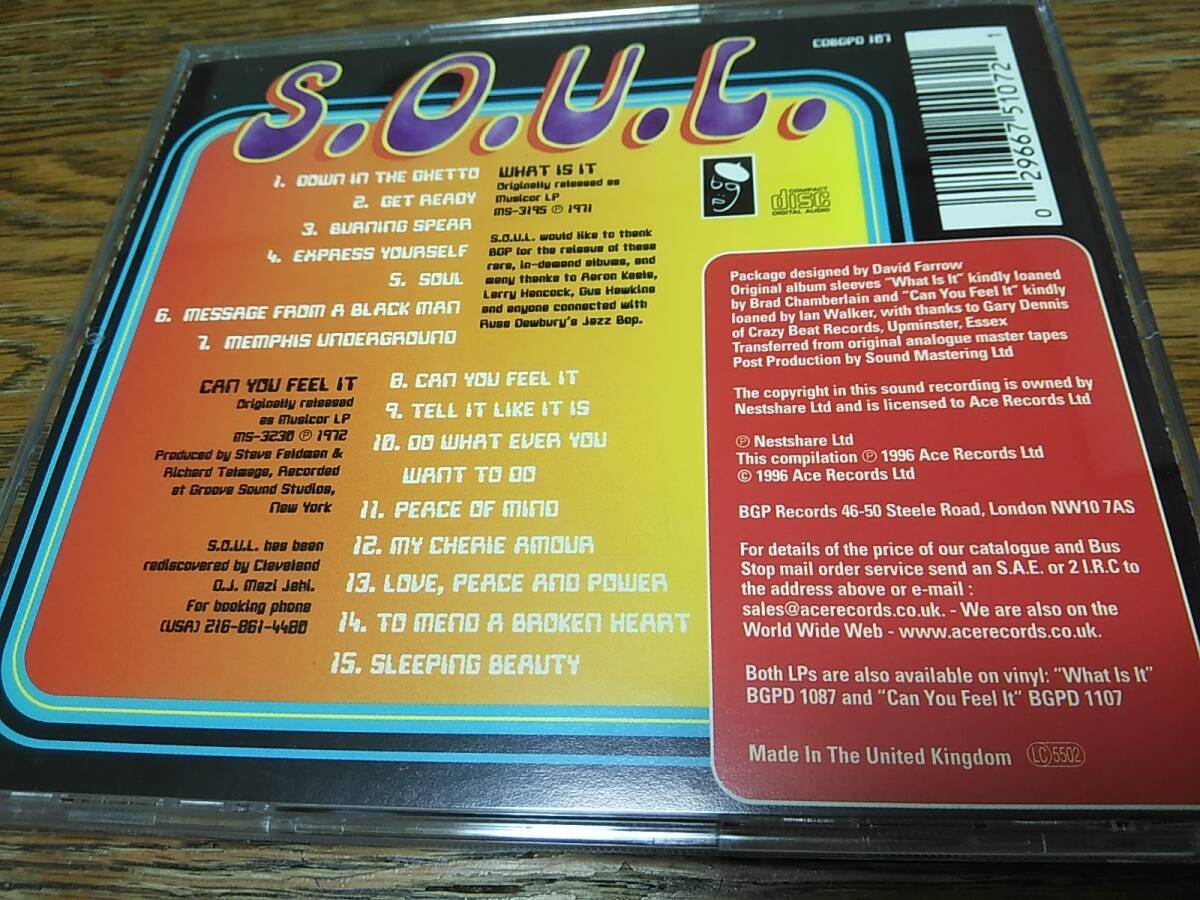 S.O.U.L.
CDBGPD 107
0 29667 51072 1
1. DOWN IN THE GHETTO
2. GET READY
3. BURNING SPEAR
4. EXPRESS YOURSELF
5. SOUL
6. MESSAGE FROM A BLACK MAN
7. MEMPHIS UNDERGROUND
WHAT IS IT
Originally released as
Musicor LP
MS-3195 ℗ 1971
S.O.U.L. would like to thank
BGP for the reissue of these
rare, in-demand albums, and
many thanks to Aaron Keele,
Larry Hancock, Gus Hawkins
and anyone connected with
Russ Dewbury's Jazz Bop.
COMPACT
disc
DIGITAL AUDIO
CAN YOU FEEL IT
Originally released
as Musicor LP
MS-3230 ℗ 1972
Produced by Steve Feldman &
Richard Talmage, Recorded
at Groove Sound Studios,
New York
S.O.U.L. has been
rediscovered by Cleveland
D.J. Mazi Jahi.
For booking phone
(USA) 216-861-4480
8. CAN YOU FEEL IT
9. TELL IT LIKE IT IS
10. DO WHAT EVER YOU
WANT TO DO
11. PEACE OF MIND
12. MY CHERIE AMOUR
13. LOVE, PEACE AND POWER
14. TO MEND A BROKEN HEART
15. SLEEPING BEAUTY
Package designed by David Farrow
Original album sleeves "What Is It" kindly loaned
by Brad Chamberlain and "Can You Feel It" kindly
loaned by Ian Walker, with thanks to Gary Dennis
of Crazy Beat Records, Upminster, Essex
Transferred from original analogue master tapes
Post Production by Sound Mastering Ltd
The copyright in this sound recording is owned by
Nestshare Ltd and is licensed to Ace Records Ltd
℗ Nestshare Ltd
This compilation ℗ 1996 Ace Records Ltd
© 1996 Ace Records Ltd
BGP Records 46-50 Steele Road, London NW10 7AS
For details of the price of our catalogue and Bus
Stop mail order service send an S.A.E. or 2 I.R.C to
the address above or e-mail :
sales@acerecords.co.uk. - We are also on the
World Wide Web - www.acerecords.co.uk.
Both LPs are also available on vinyl: "What Is It"
BGPD 1087 and "Can You Feel It" BGPD 1107
Made In The United Kingdom LC 5502